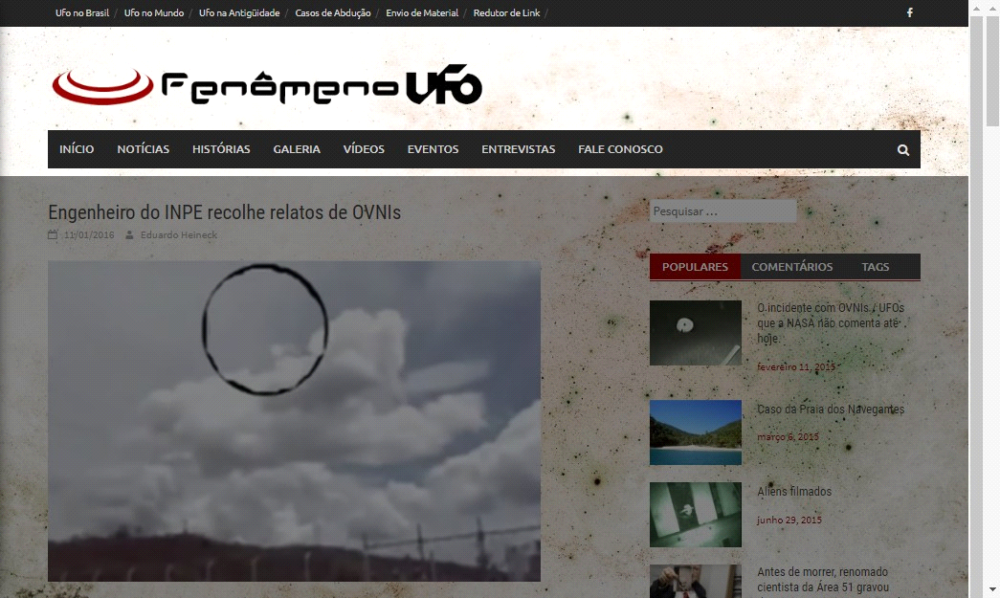 Ufo no Brasil / Ufo no Mundo / Ufo na Antigüidade / Casos de Abdução / Envio de Material / Redutor de Link /
Fenômeno UFO
INÍCIO NOTÍCIAS HISTÓRIAS GALERIA VÍDEOS EVENTOS ENTREVISTAS FALE CONOSCO
Engenheiro do INPE recolhe relatos de OVNIs
11/01/2016 Eduardo Heineck
Pesquisar ...
POPULARES COMENTÁRIOS TAGS
O incidente com OVNIs / UFOs
que a NASA não comenta até
hoje.
fevereiro 11, 2015
Caso da Praia dos Navegantes
março 6, 2015
Aliens filmados
junho 29, 2015
Antes de morrer, renomado
cientista da Área 51 gravou